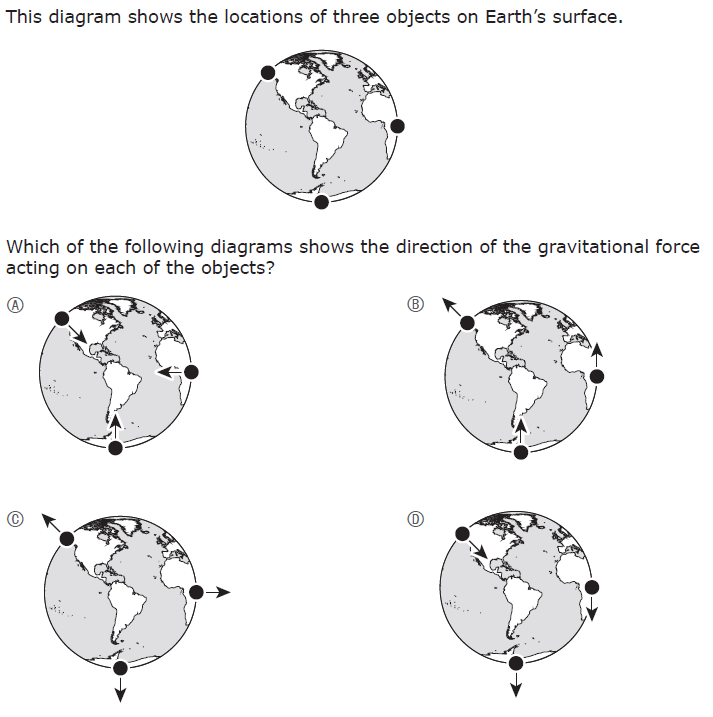 This diagram shows the locations of three objects on Earth’s surface.
Which of the following diagrams shows the direction of the gravitational force
acting on each of the objects?
Ⓐ
Ⓑ
Ⓒ
Ⓓ